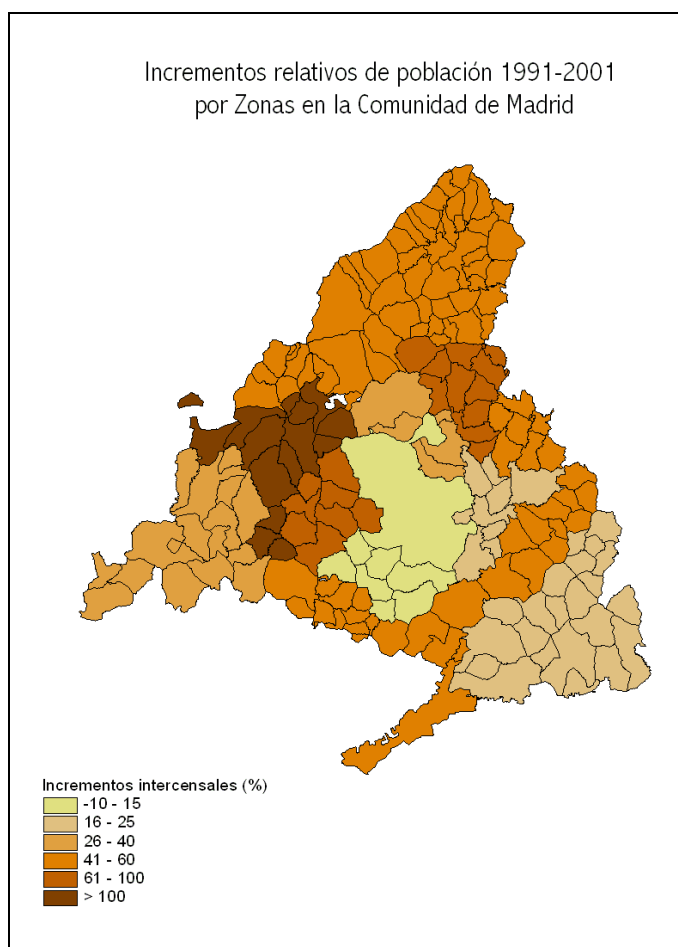 Incrementos relativos de población 1991-2001
por Zonas en la Comunidad de Madrid
Incrementos intercensales (%)
-10 - 15
16 - 25
26 - 40
41 - 60
61 - 100
> 100